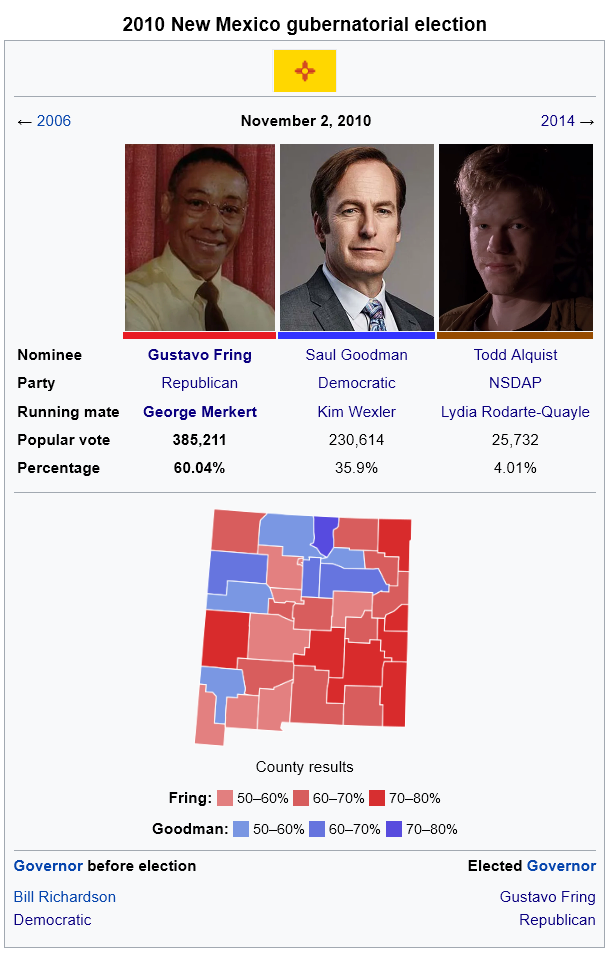 2010 New Mexico gubernatorial election
← 2006 November 2, 2010 2014 →
Nominee Gustavo Fring Saul Goodman Todd Alquist
Party Republican Democratic NSDAP
Running mate George Merkert Kim Wexler Lydia Rodarte-Quayle
Popular vote 385,211 230,614 25,732
Percentage 60.04% 35.9% 4.01%
County results
Fring: 50–60% 60–70% 70–80%
Goodman: 50–60% 60–70% 70–80%
Governor before election Elected Governor
Bill Richardson Gustavo Fring
Democratic Republican